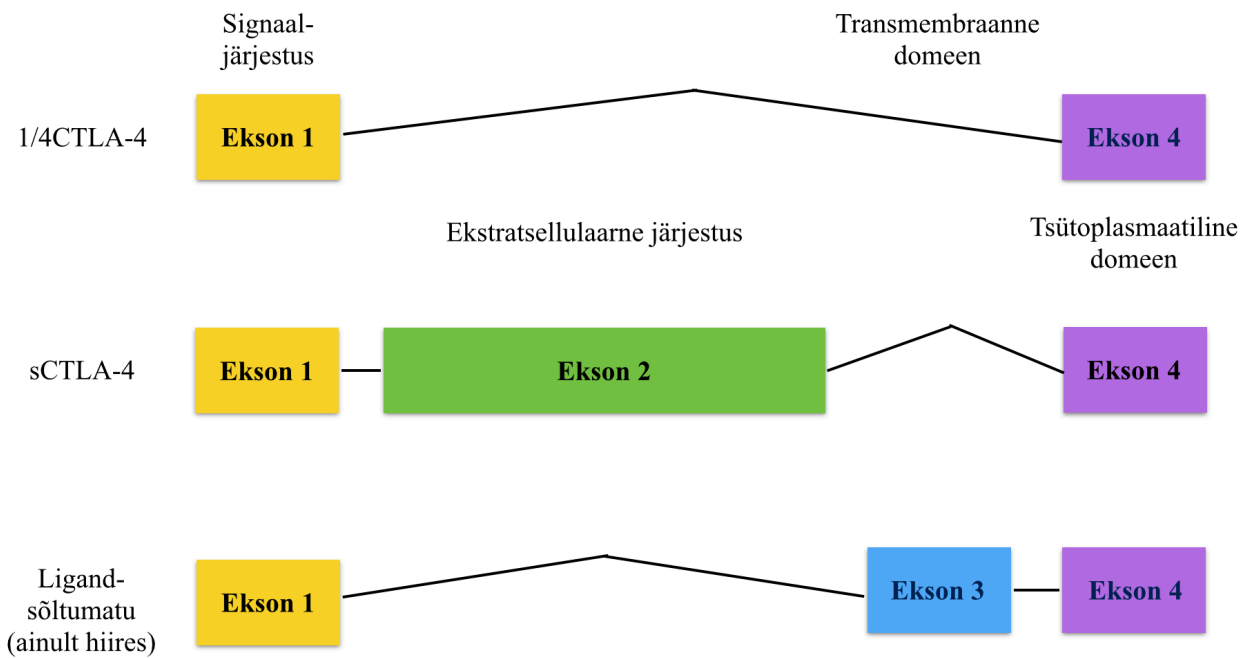 Signaal-
järjestus
Transmembraanne
domeen
1/4CTLA-4
Ekson 1
Ekson 4
Ekstratsellulaarne järjestus
Tsütoplasmaatiline
domeen
sCTLA-4
Ekson 1
Ekson 2
Ekson 4
Ligand-
sõltumatu
(ainult hiires)
Ekson 1
Ekson 3
Ekson 4